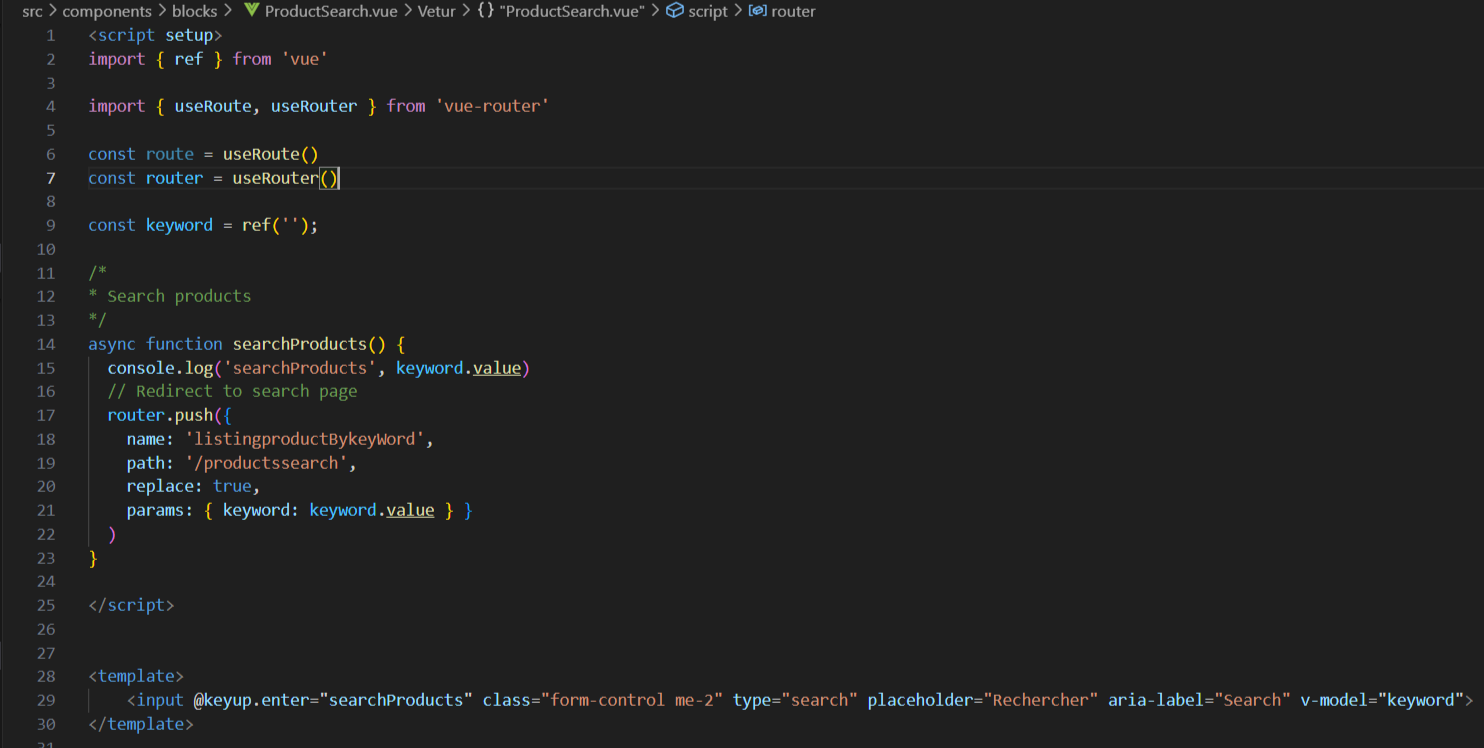 src > components > blocks > ProductSearch.vue > Vetur > {} "ProductSearch.vue" > script > router
1 <script setup>
2 import { ref } from 'vue'
3
4 import { useRoute, useRouter } from 'vue-router'
5
6 const route = useRoute()
7 const router = useRouter()
8
9 const keyword = ref('');
10
11 /*
12 * Search products
13 */
14 async function searchProducts() {
15   console.log('searchProducts', keyword.value)
16   // Redirect to search page
17   router.push({
18     name: 'listingproductBykeyWord',
19     path: '/productssearch',
20     replace: true,
21     params: { keyword: keyword.value } }
22   )
23 }
24
25 </script>
26
27
28 <template>
29     <input @keyup.enter="searchProducts" class="form-control me-2" type="search" placeholder="Rechercher" aria-label="Search" v-model="keyword">
30 </template>
31